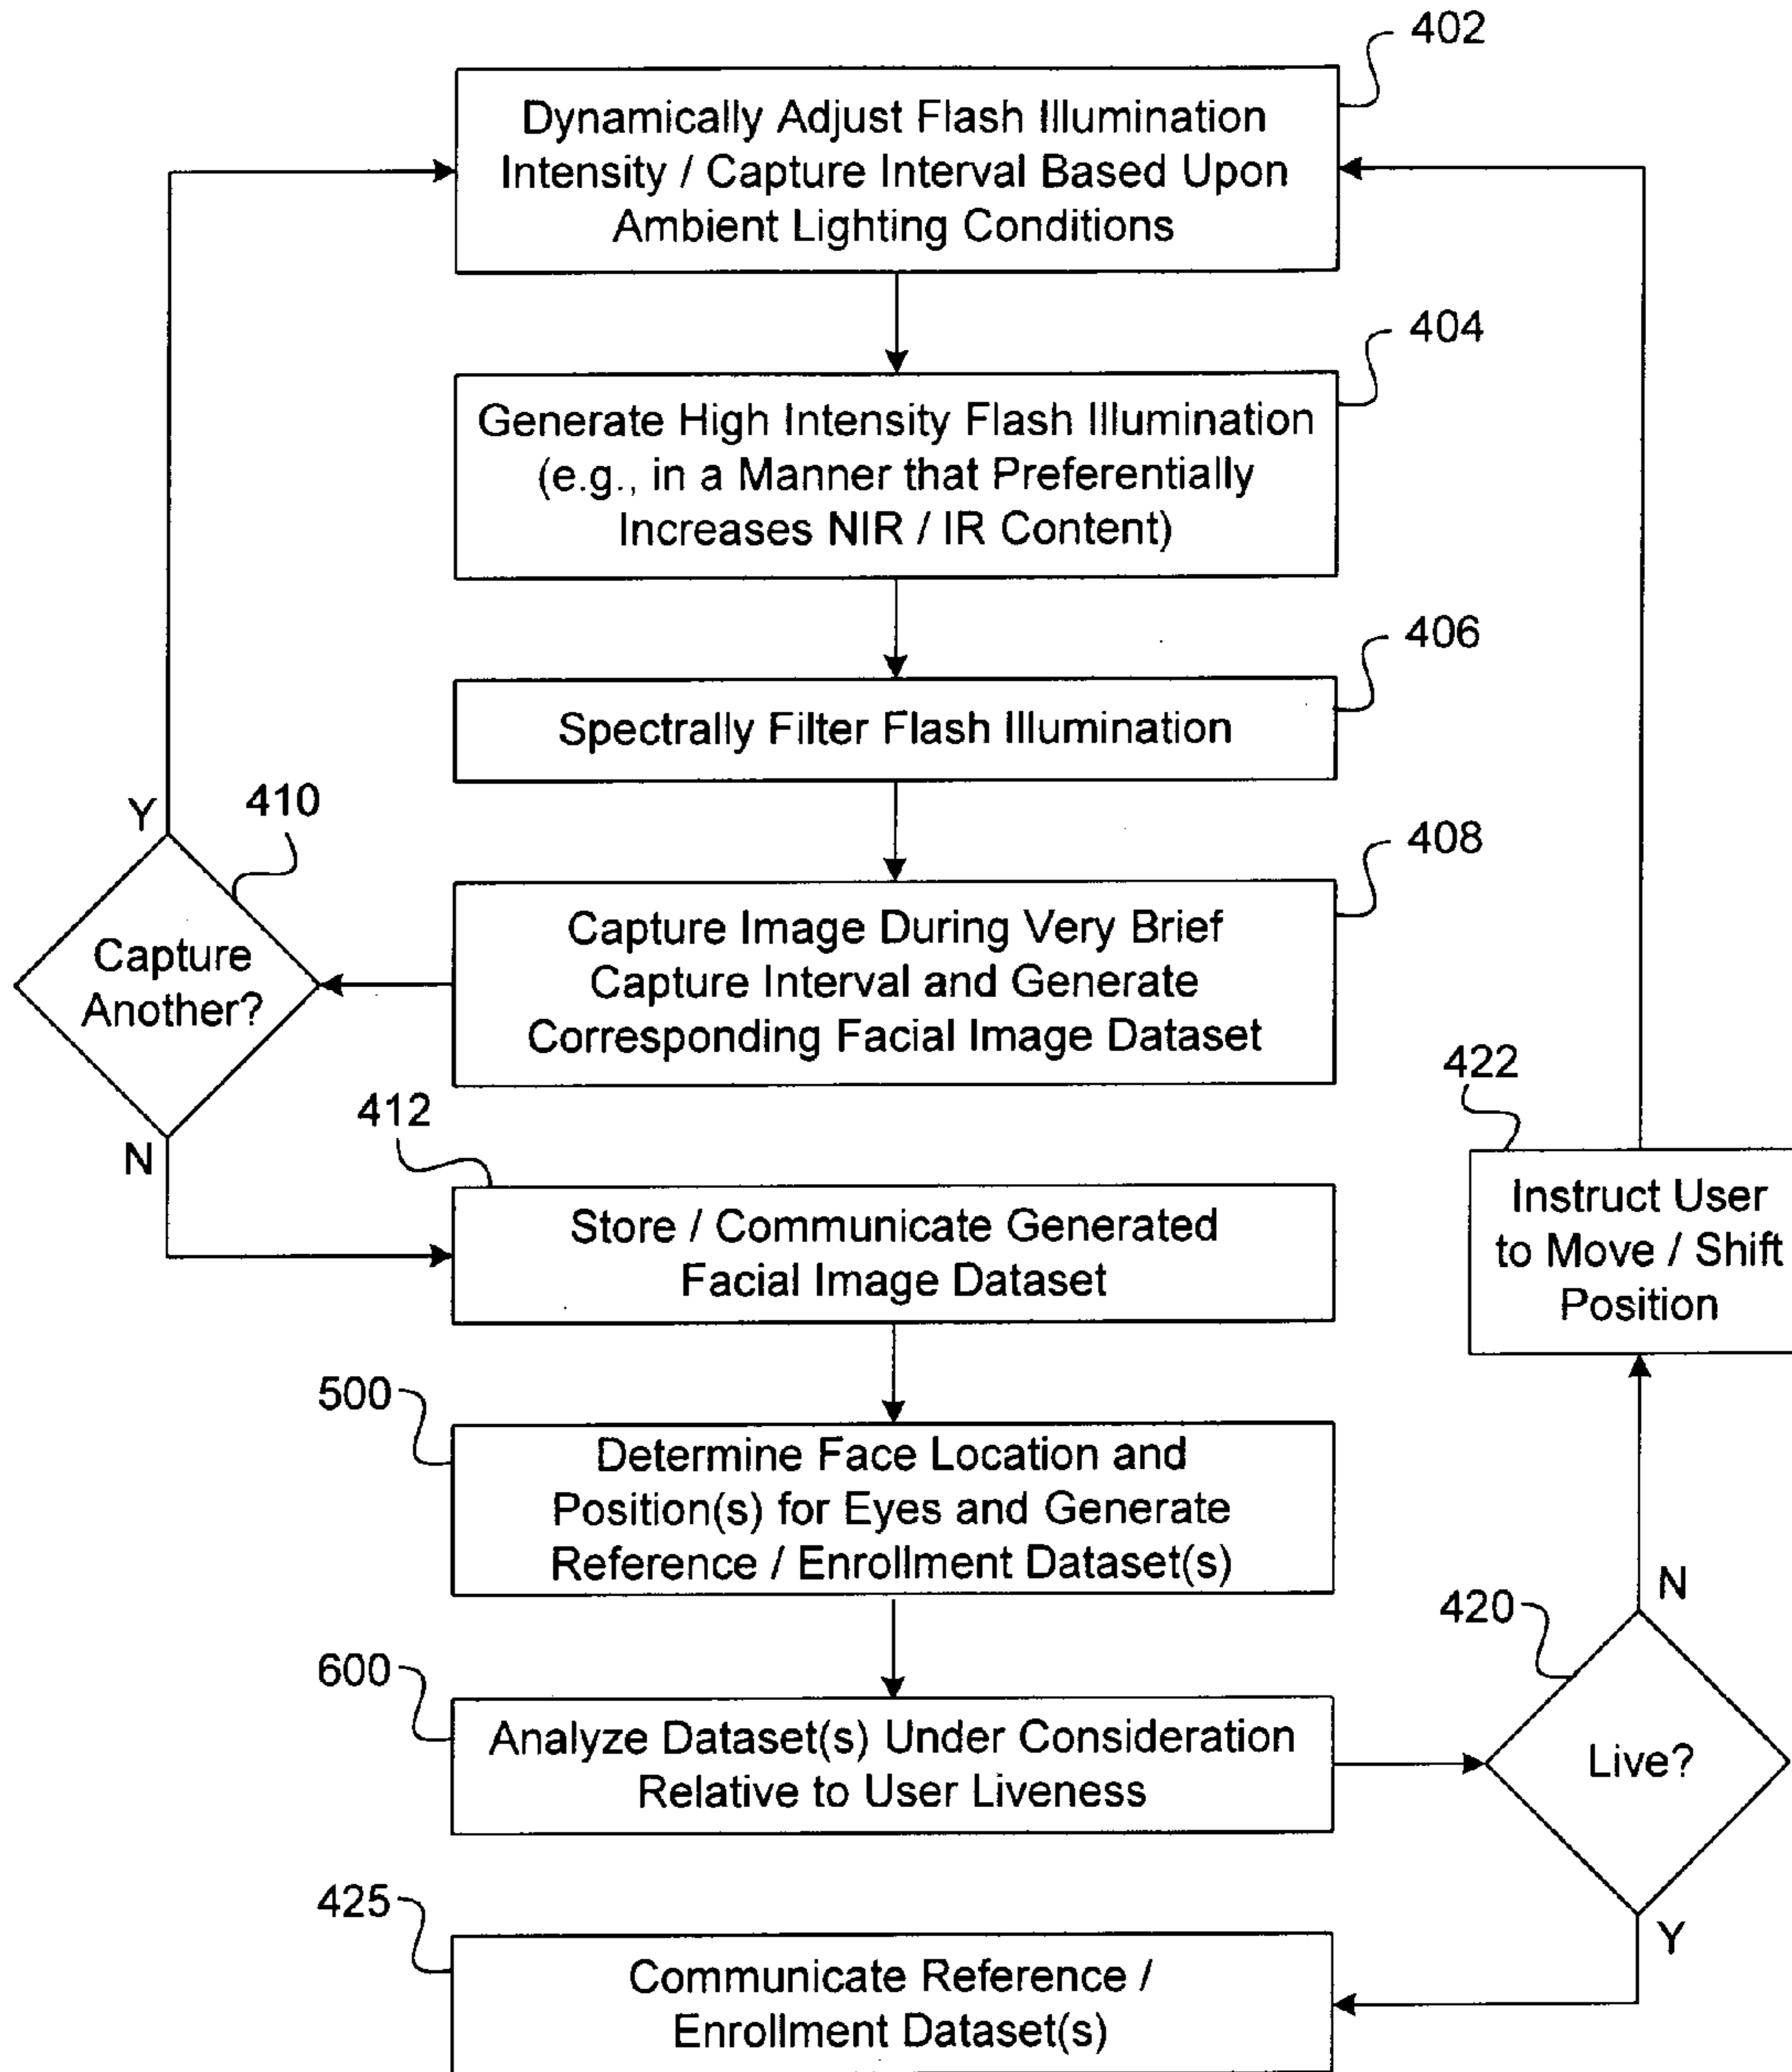 402
Dynamically Adjust Flash Illumination
Intensity / Capture Interval Based Upon
Ambient Lighting Conditions
404
Generate High Intensity Flash Illumination
(e.g., in a Manner that Preferentially
Increases NIR / IR Content)
406
Spectrally Filter Flash Illumination
408
Capture Image During Very Brief
Capture Interval and Generate
Corresponding Facial Image Dataset
Y
410
Capture
Another?
N
412
Store / Communicate Generated
Facial Image Dataset
422
Instruct User
to Move / Shift
Position
500
Determine Face Location and
Position(s) for Eyes and Generate
Reference / Enrollment Dataset(s)
600
Analyze Dataset(s) Under Consideration
Relative to User Liveness
420
N
Live?
Y
425
Communicate Reference /
Enrollment Dataset(s)